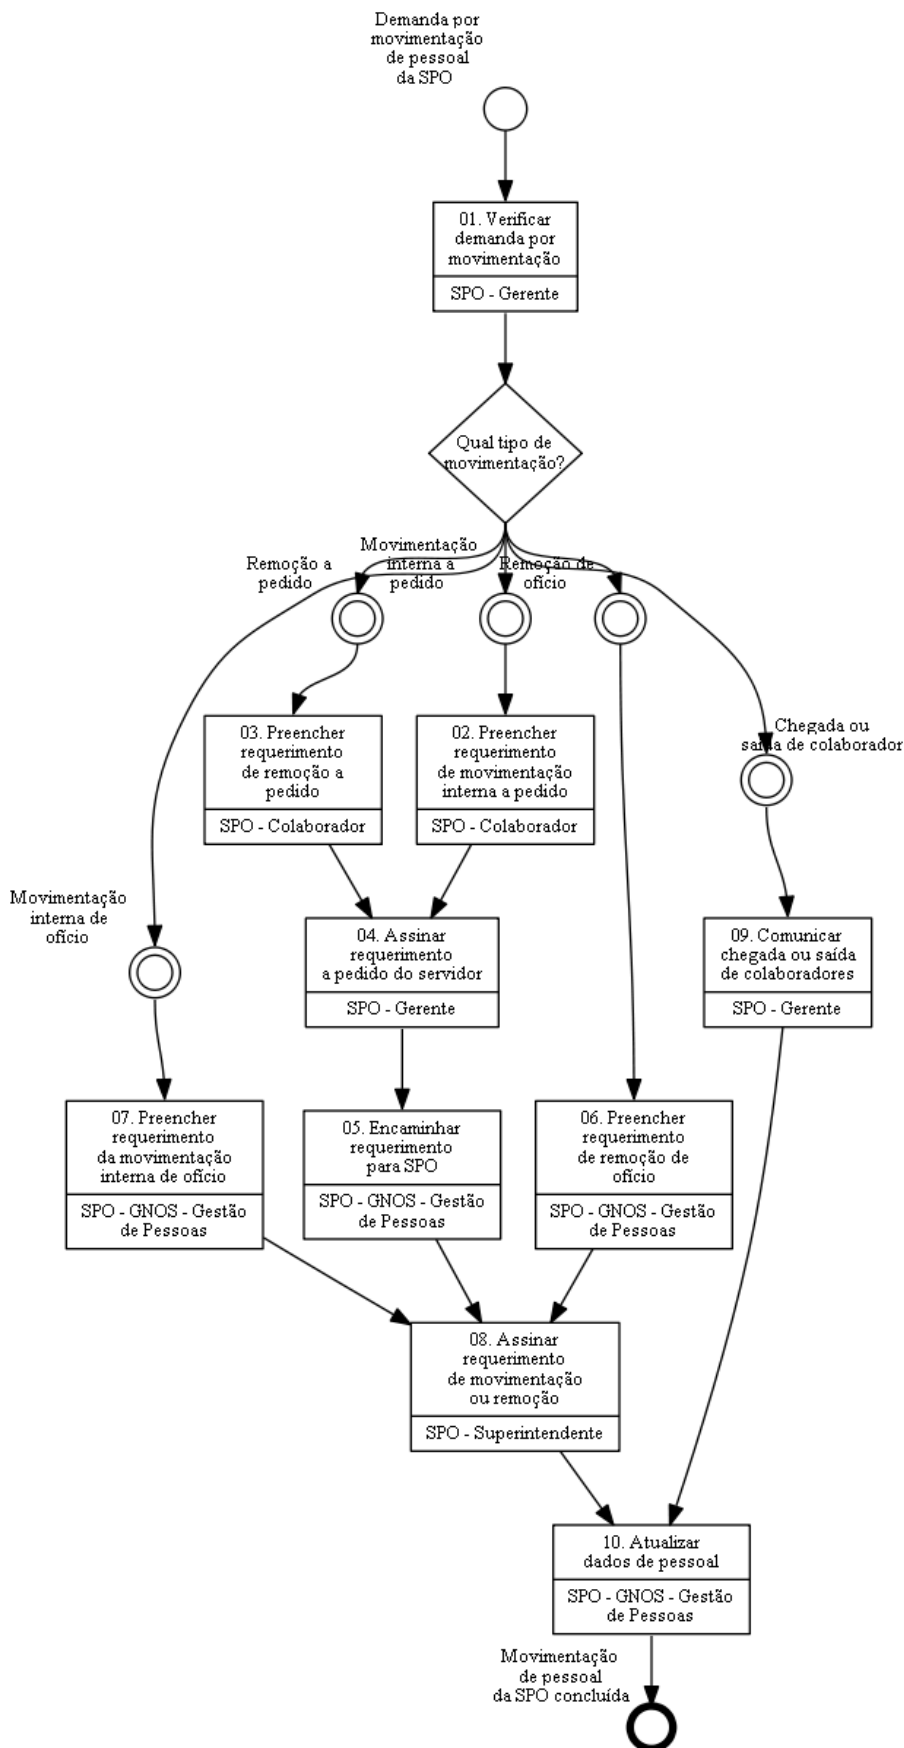 Demanda por
movimentação
de pessoal
da SPO
01. Verificar
demanda por
movimentação
SPO - Gerente
Qual tipo de
movimentação?
Remoção a
pedido
Movimentação
interna a
pedido
Remoção de
ofício
Chegada ou
saída de colaborador
03. Preencher
requerimento
de remoção a
pedido
SPO - Colaborador
02. Preencher
requerimento
de movimentação
interna a pedido
SPO - Colaborador
Movimentação
interna de
ofício
04. Assinar
requerimento
a pedido do servidor
SPO - Gerente
09. Comunicar
chegada ou saída
de colaboradores
SPO - Gerente
07. Preencher
requerimento
da movimentação
interna de ofício
SPO - GNOS - Gestão
de Pessoas
05. Encaminhar
requerimento
para SPO
SPO - GNOS - Gestão
de Pessoas
06. Preencher
requerimento
de remoção de
ofício
SPO - GNOS - Gestão
de Pessoas
08. Assinar
requerimento
de movimentação
ou remoção
SPO - Superintendente
10. Atualizar
dados de pessoal
SPO - GNOS - Gestão
de Pessoas
Movimentação
de pessoal
da SPO concluída